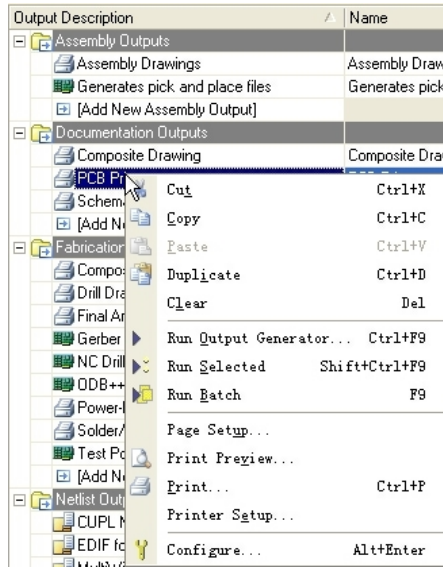 Output Description Name
Assembly Outputs
Assembly Drawings Assembly Draw
Generates pick and place files Generates pick
[Add New Assembly Output]
Documentation Outputs
Composite Drawing Composite Dra
PCB Pr
Schem
[Add N
Fabrication
Compo
Drill Dra
Final Ar
Gerber
NC Drill
ODB++
Power-
Solder/
Test Po
[Add N
Netlist Out
CUPL N
EDIF fo
Cut Ctrl+X
Copy Ctrl+C
Paste Ctrl+V
Duplicate Ctrl+D
Clear Del
Run Output Generator... Ctrl+F9
Run Selected Shift+Ctrl+F9
Run Batch F9
Page Setup...
Print Preview...
Print... Ctrl+P
Printer Setup...
Configure... Alt+Enter